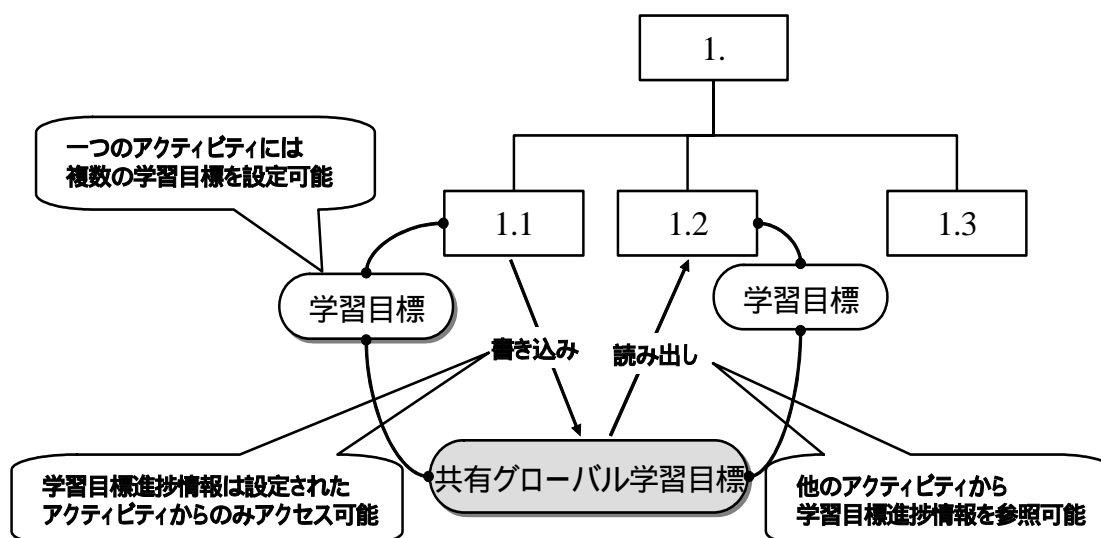 1.
一つのアクティビティには
複数の学習目標を設定可能
1.1
1.2
1.3
学習目標
学習目標
書き込み
読み出し
共有グローバル学習目標
学習目標進捗情報は設定された
アクティビティからのみアクセス可能
他のアクティビティから
学習目標進捗情報を参照可能